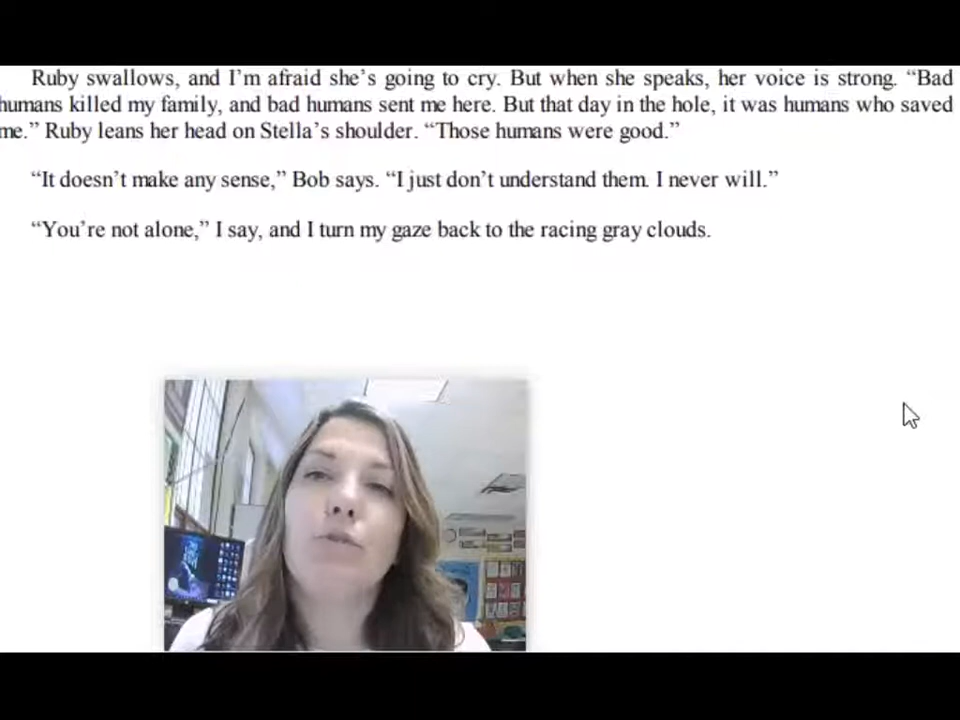 Ruby swallows, and I’m afraid she’s going to cry. But when she speaks, her voice is strong. “Bad
humans killed my family, and bad humans sent me here. But that day in the hole, it was humans who saved
me.” Ruby leans her head on Stella’s shoulder. “Those humans were good.”
“It doesn’t make any sense,” Bob says. “I just don’t understand them. I never will.”
“You’re not alone,” I say, and I turn my gaze back to the racing gray clouds.